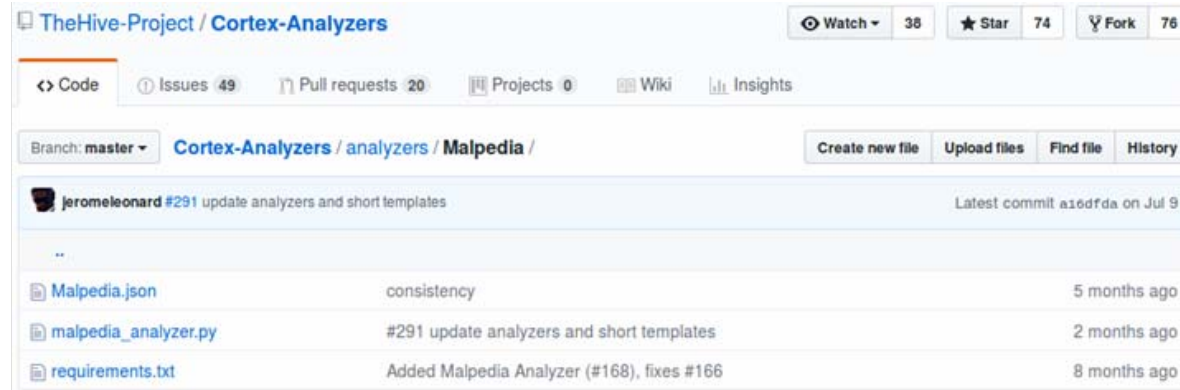 TheHive-Project / Cortex-Analyzers Watch 38 Star 74 Fork 76
Code Issues 49 Pull requests 20 Projects 0 Wiki Insights
Branch: master Cortex-Analyzers / analyzers / Malpedia / Create new file Upload files Find file History
jeromeleonard #291 update analyzers and short templates Latest commit a16dfda on Jul 9
..
Malpedia.json consistency 5 months ago
malpedia_analyzer.py #291 update analyzers and short templates 2 months ago
requirements.txt Added Malpedia Analyzer (#168), fixes #166 8 months ago